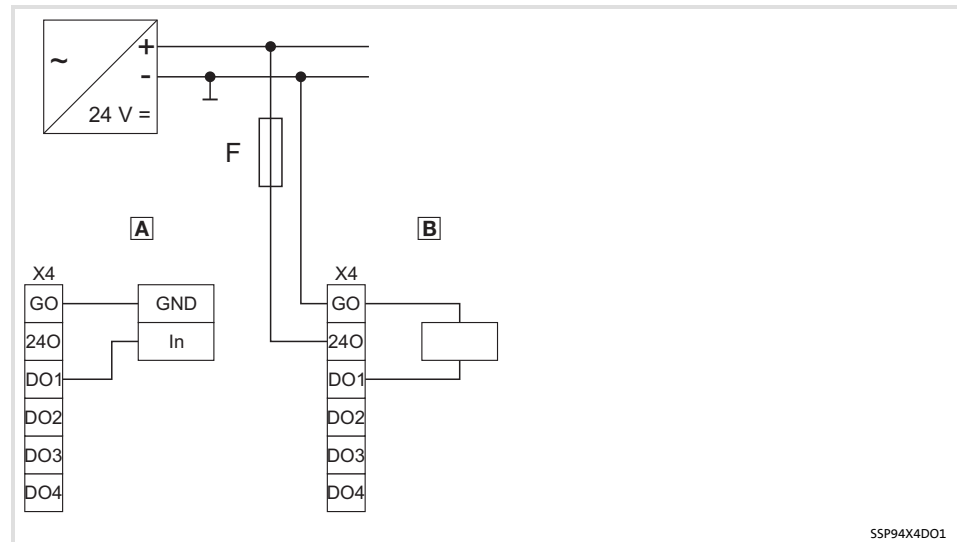 ~
+
-
24 V =
F
A
B
X4
GO
24O
DO1
DO2
DO3
DO4
GND
In
X4
GO
24O
DO1
DO2
DO3
DO4
SSP94X4DO1